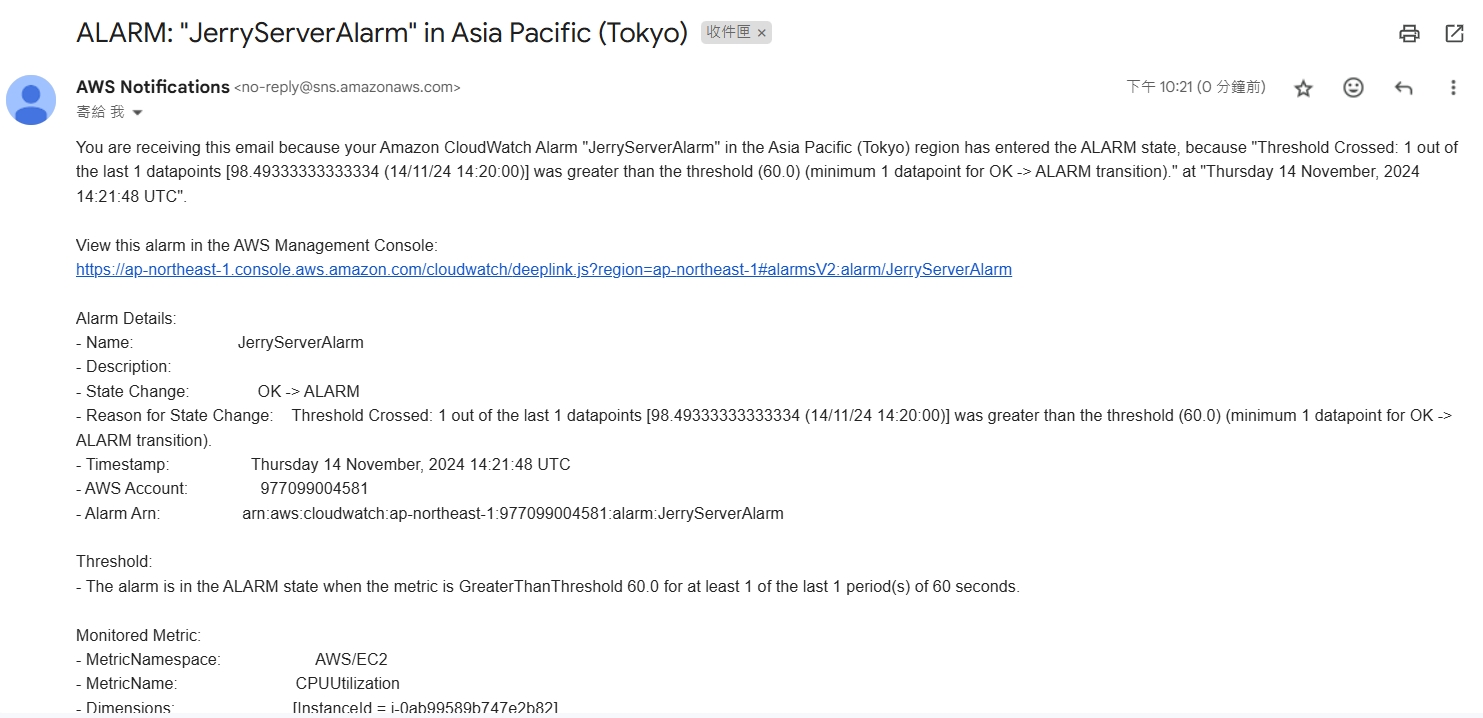 ALARM: "JerryServerAlarm" in Asia Pacific (Tokyo) 收件匣 ×
AWS Notifications <no-reply@sns.amazonaws.com> 下午 10:21 (0 分鐘前)
寄給 我
You are receiving this email because your Amazon CloudWatch Alarm "JerryServerAlarm" in the Asia Pacific (Tokyo) region has entered the ALARM state, because "Threshold Crossed: 1 out of
the last 1 datapoints [98.49333333333334 (14/11/24 14:20:00)] was greater than the threshold (60.0) (minimum 1 datapoint for OK -> ALARM transition)." at "Thursday 14 November, 2024
14:21:48 UTC".
View this alarm in the AWS Management Console:
https://ap-northeast-1.console.aws.amazon.com/cloudwatch/deeplink.js?region=ap-northeast-1#alarmsV2:alarm/JerryServerAlarm
Alarm Details:
- Name: JerryServerAlarm
- Description:
- State Change: OK -> ALARM
- Reason for State Change: Threshold Crossed: 1 out of the last 1 datapoints [98.49333333333334 (14/11/24 14:20:00)] was greater than the threshold (60.0) (minimum 1 datapoint for OK ->
ALARM transition).
- Timestamp: Thursday 14 November, 2024 14:21:48 UTC
- AWS Account: 977099004581
- Alarm Arn: arn:aws:cloudwatch:ap-northeast-1:977099004581:alarm:JerryServerAlarm
Threshold:
- The alarm is in the ALARM state when the metric is GreaterThanThreshold 60.0 for at least 1 of the last 1 period(s) of 60 seconds.
Monitored Metric:
- MetricNamespace: AWS/EC2
- MetricName: CPUUtilization
- Dimensions: [InstanceId = i-0ab99589b747e2b82]